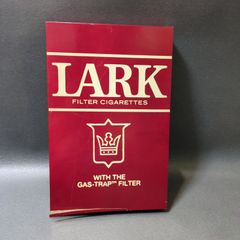 LARK
FILTER CIGARETTES
WITH THE
GAS-TRAP™ FILTER